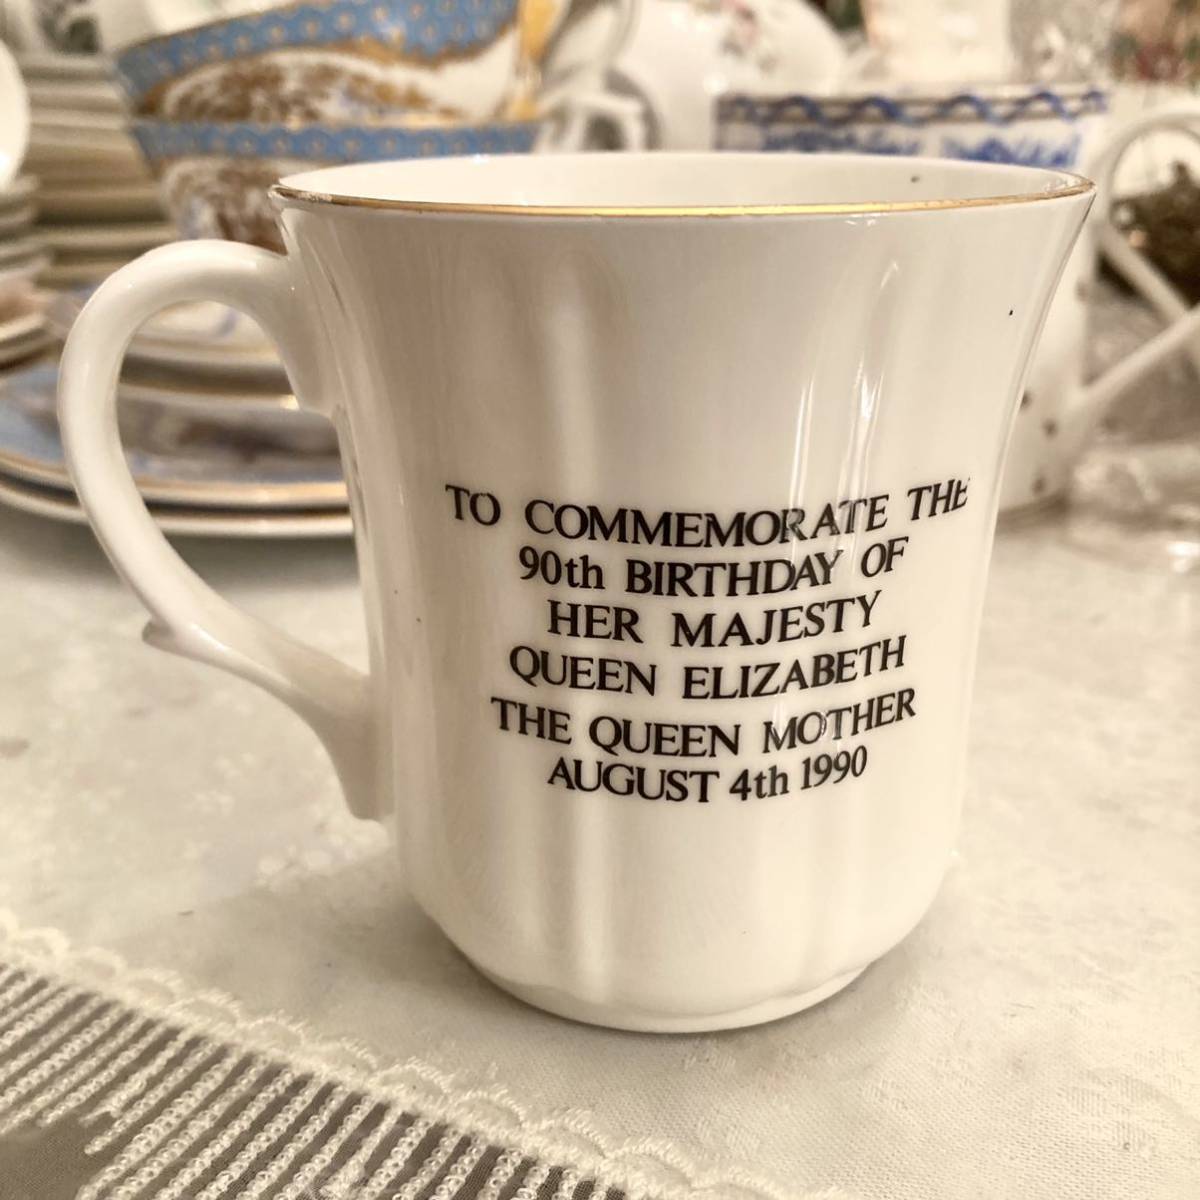 TO COMMEMORATE THE
90th BIRTHDAY OF
HER MAJESTY
QUEEN ELIZABETH
THE QUEEN MOTHER
AUGUST 4th 1990